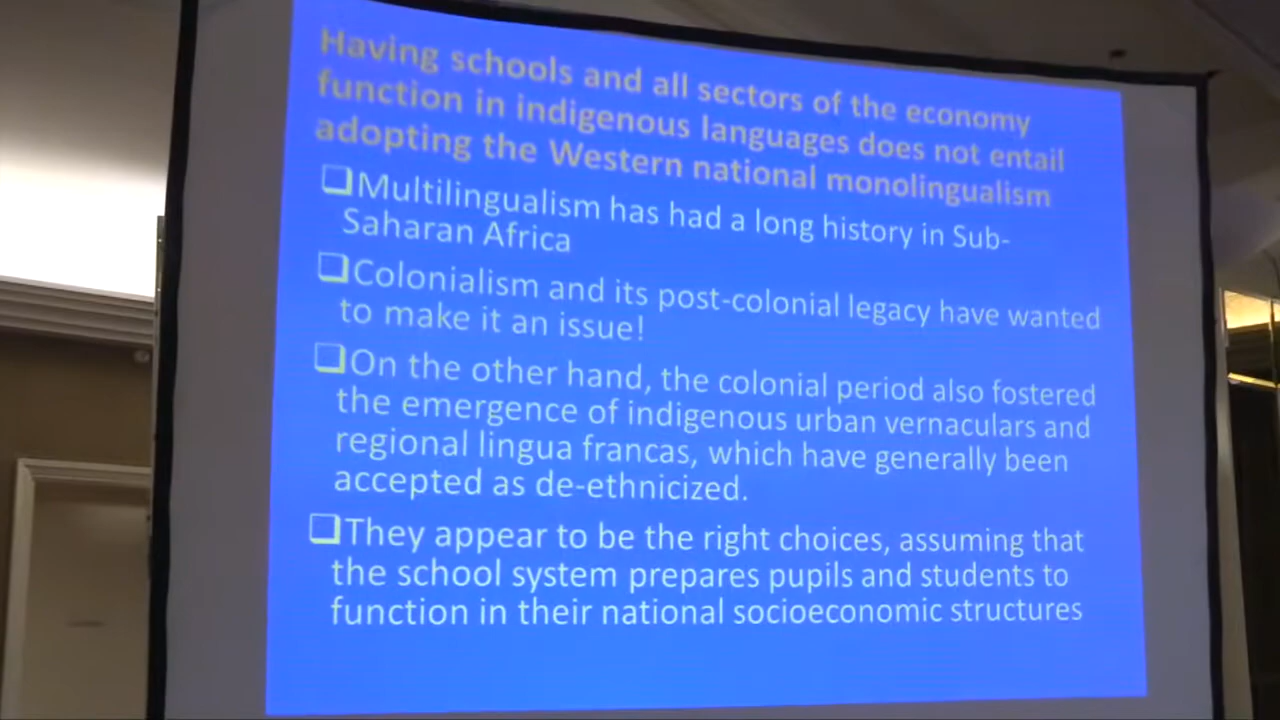 Having schools and all sectors of the economy
function in indigenous languages does not entail
adopting the Western national monolingualism
❑Multilingualism has had a long history in Sub-
Saharan Africa
❑Colonialism and its post-colonial legacy have wanted
to make it an issue!
❑On the other hand, the colonial period also fostered
the emergence of indigenous urban vernaculars and
regional lingua francas, which have generally been
accepted as de-ethnicized.
❑They appear to be the right choices, assuming that
the school system prepares pupils and students to
function in their national socioeconomic structures